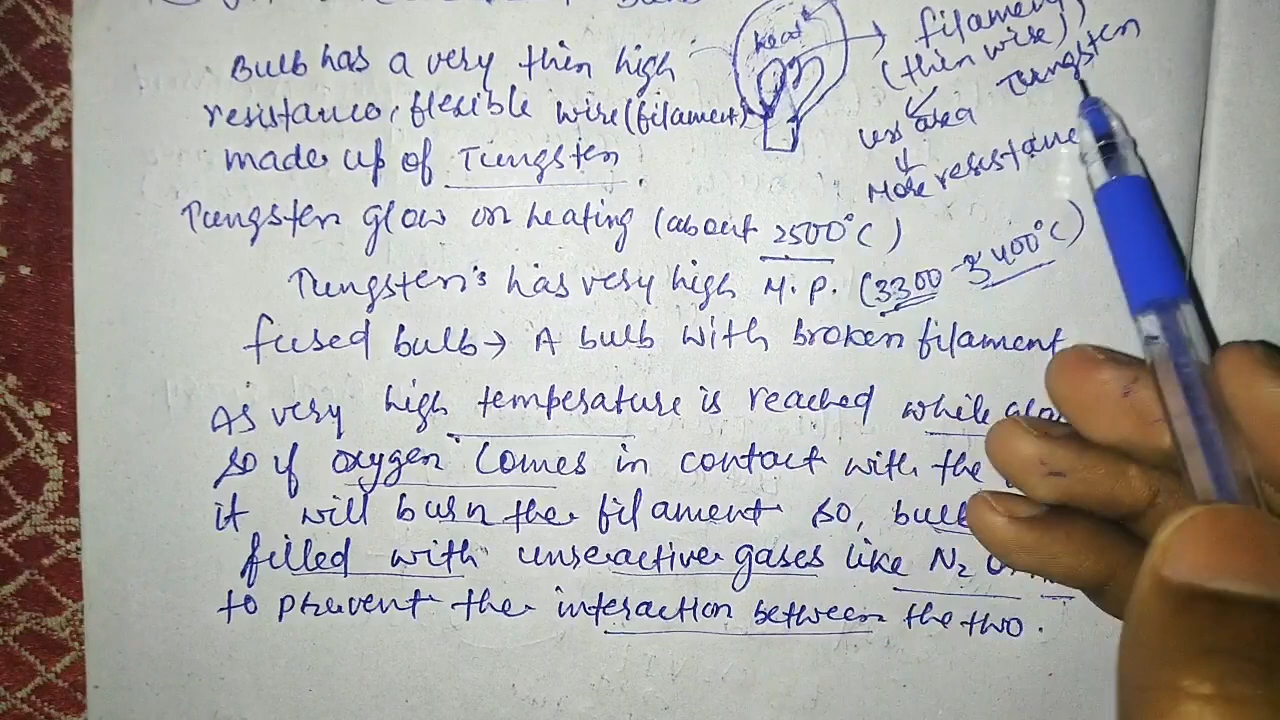 Bulb has a very thin high
resistance, flexible wire (filament)
made up of Tungsten.
heat
filament
(thin wire)
Tungsten
less area
More resistance
Tungsten glow on heating (about 2500°C)
Tungsten's has very high M.P. (3300-3400°C)
fused bulb → A bulb with broken filament
As very high temperature is reached while
so if oxygen comes in contact with the
it will burn the filament so,
filled with unreactive gases like N2
to prevent the interaction between the two.